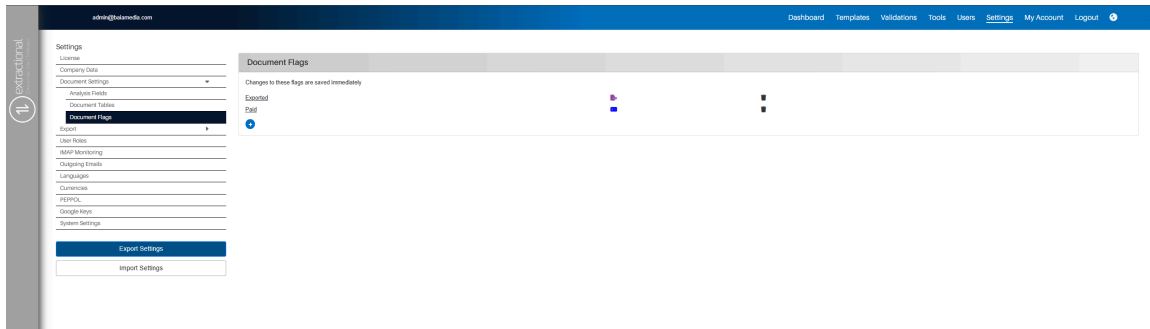 admin@baiamedia.com
Dashboard Templates Validations Tools Users Settings My Account Logout
extractional
Settings
License
Company Data
Document Settings
Analysis Fields
Document Tables
Document Flags
Export
User Roles
IMAP Monitoring
Outgoing Emails
Languages
Currencies
PEPPOL
Google Keys
System Settings
Export Settings
Import Settings
Document Flags
Changes to these flags are saved immediately
Exported
Paid